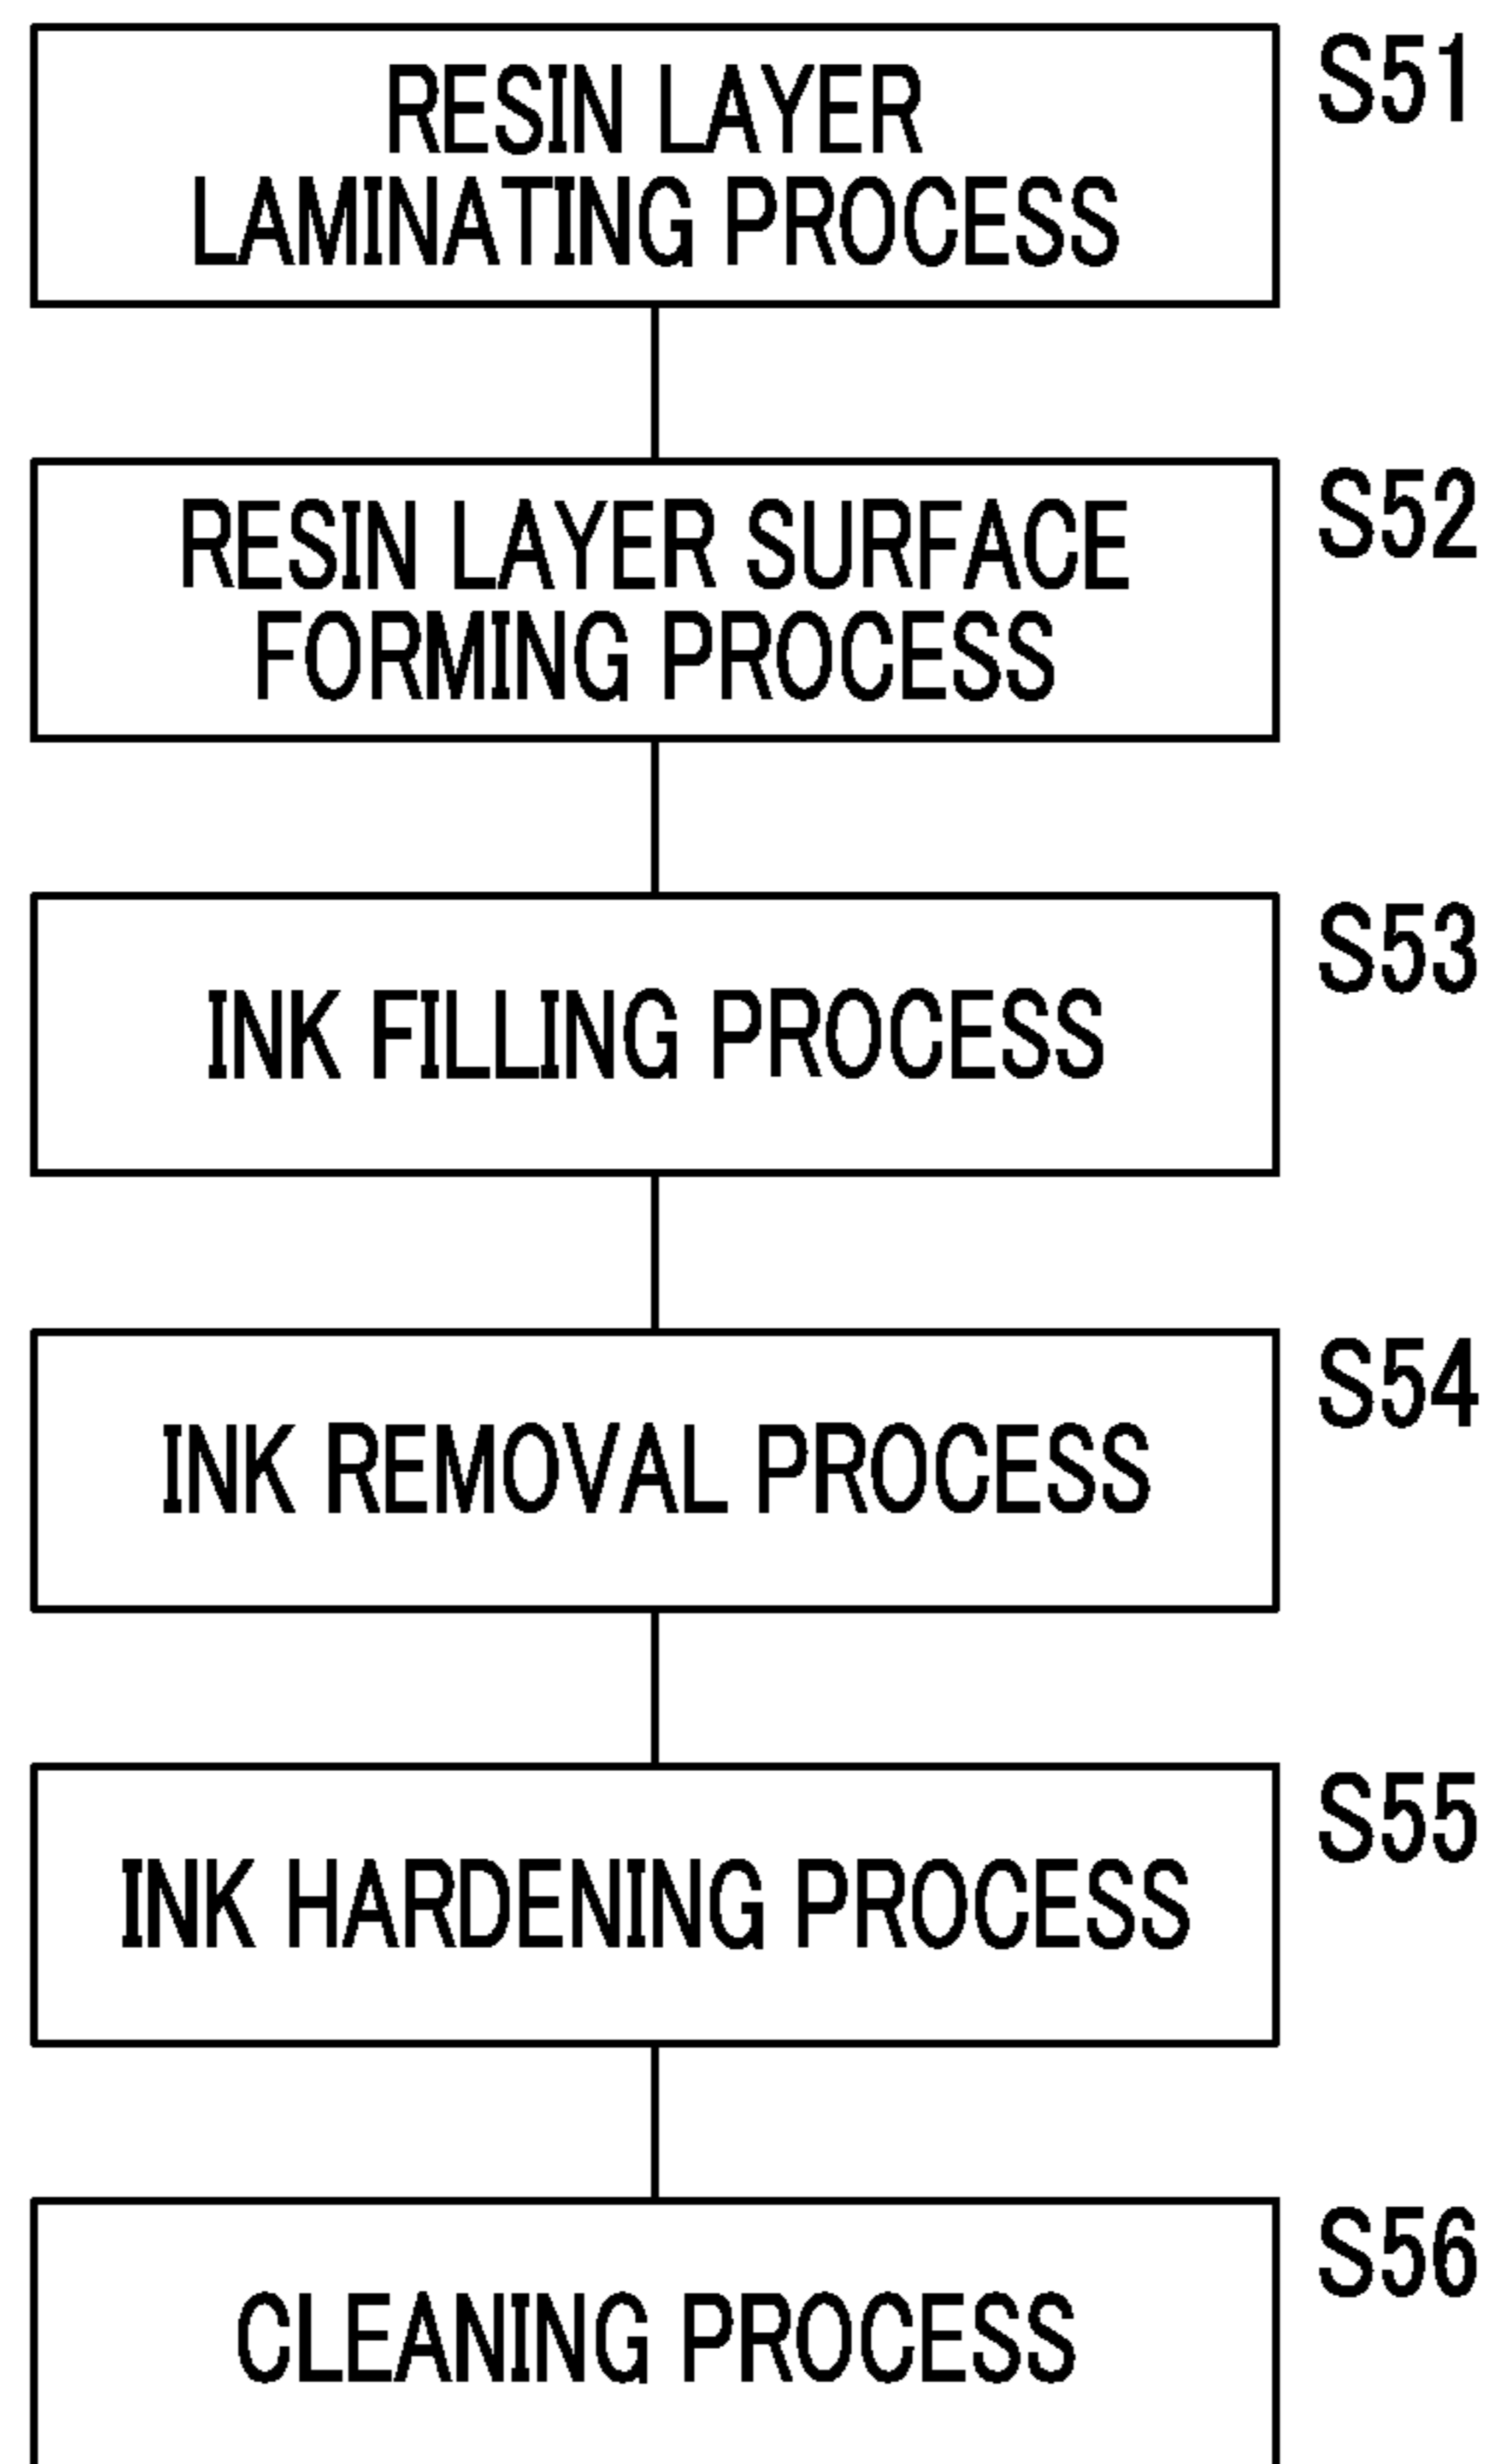 RESIN LAYER
LAMINATING PROCESS
S51
RESIN LAYER SURFACE
FORMING PROCESS
S52
INK FILLING PROCESS
S53
INK REMOVAL PROCESS
S54
INK HARDENING PROCESS
S55
CLEANING PROCESS
S56